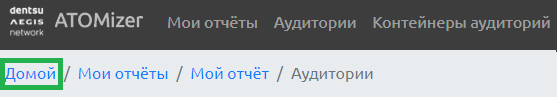 dentsu
AEGIS
network
ATOMizer Мои отчёты Аудитории Контейнеры аудиторий
Домой / Мои отчёты / Мой отчёт / Аудитории